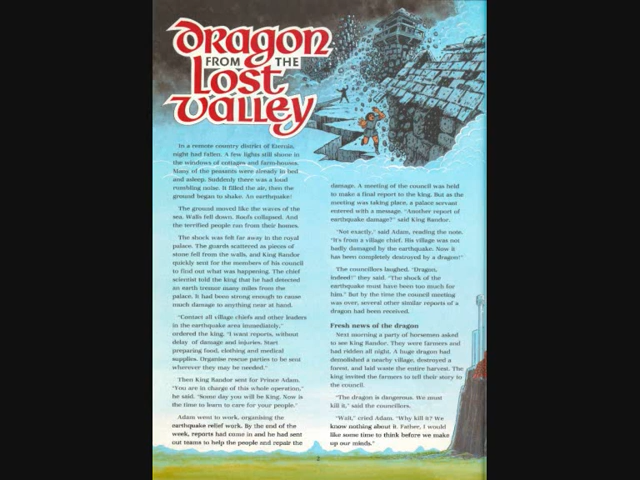 Dragon
FROM THE
Lost
Valley
In a remote country district of Eternia,
night had fallen. A few lights still shone in
the windows of cottages and farm-houses.
Many of the peasants were already in bed
and asleep. Suddenly there was a loud
rumbling noise. It filled the air, then the
ground began to shake. An earthquake!
The ground moved like the waves of the
sea. Walls fell down. Roofs collapsed. And
the terrified people ran from their homes.
The shock was felt far away in the royal
palace. The guards scattered as pieces of
stone fell from the walls, and King Randor
quickly sent for the members of his council
to find out what was happening. The chief
scientist told the king that he had detected
an earth tremor many miles from the
palace. It had been strong enough to cause
much damage to anything near at hand.
"Contact all village chiefs and other leaders
in the earthquake area immediately,"
ordered the king. "I want reports, without
delay of damage and injuries. Start
preparing food, clothing and medical
supplies. Organise rescue parties to be sent
wherever they may be needed."
Then King Randor sent for Prince Adam.
"You are in charge of this whole operation,"
he said. "Some day you will be King. Now is
the time to learn to care for your people."
Adam went to work, organising the
earthquake relief work. By the end of the
week, reports had come in and he had sent
out teams to help the people and repair the
damage. A meeting of the council was held
to make a final report to the king. But as the
meeting was taking place, a palace servant
entered with a message. "Another report of
earthquake damage?" said King Randor.
"Not exactly," said Adam, reading the note.
"It's from a village chief. His village was not
badly damaged by the earthquake. Now it
has been completely destroyed by a dragon!"
The councillors laughed. "Dragon,
indeed!" they said. "The shock of the
earthquake must have been too much for
him." But by the time the council meeting
was over, several other similar reports of a
dragon had been received.
Fresh news of the dragon
Next morning a party of horsemen asked
to see King Randor. They were farmers and
had ridden all night. A huge dragon had
demolished a nearby village, destroyed a
forest, and laid waste the entire harvest. The
king invited the farmers to tell their story to
the council.
"The dragon is dangerous. We must
kill it," said the councillors.
"Wait," cried Adam. "Why kill it? We
know nothing about it. Father, I would
like some time to think before we make
up our minds."
2